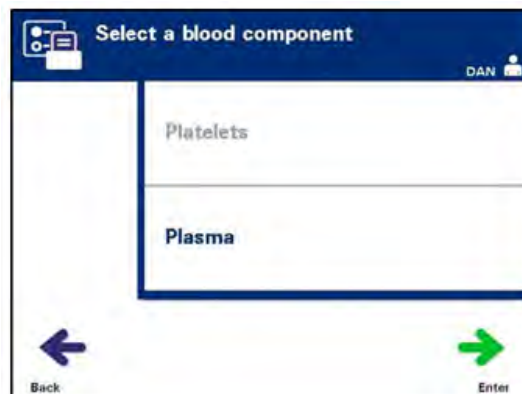 Select a blood component
DAN
Platelets
Plasma
Back
Enter